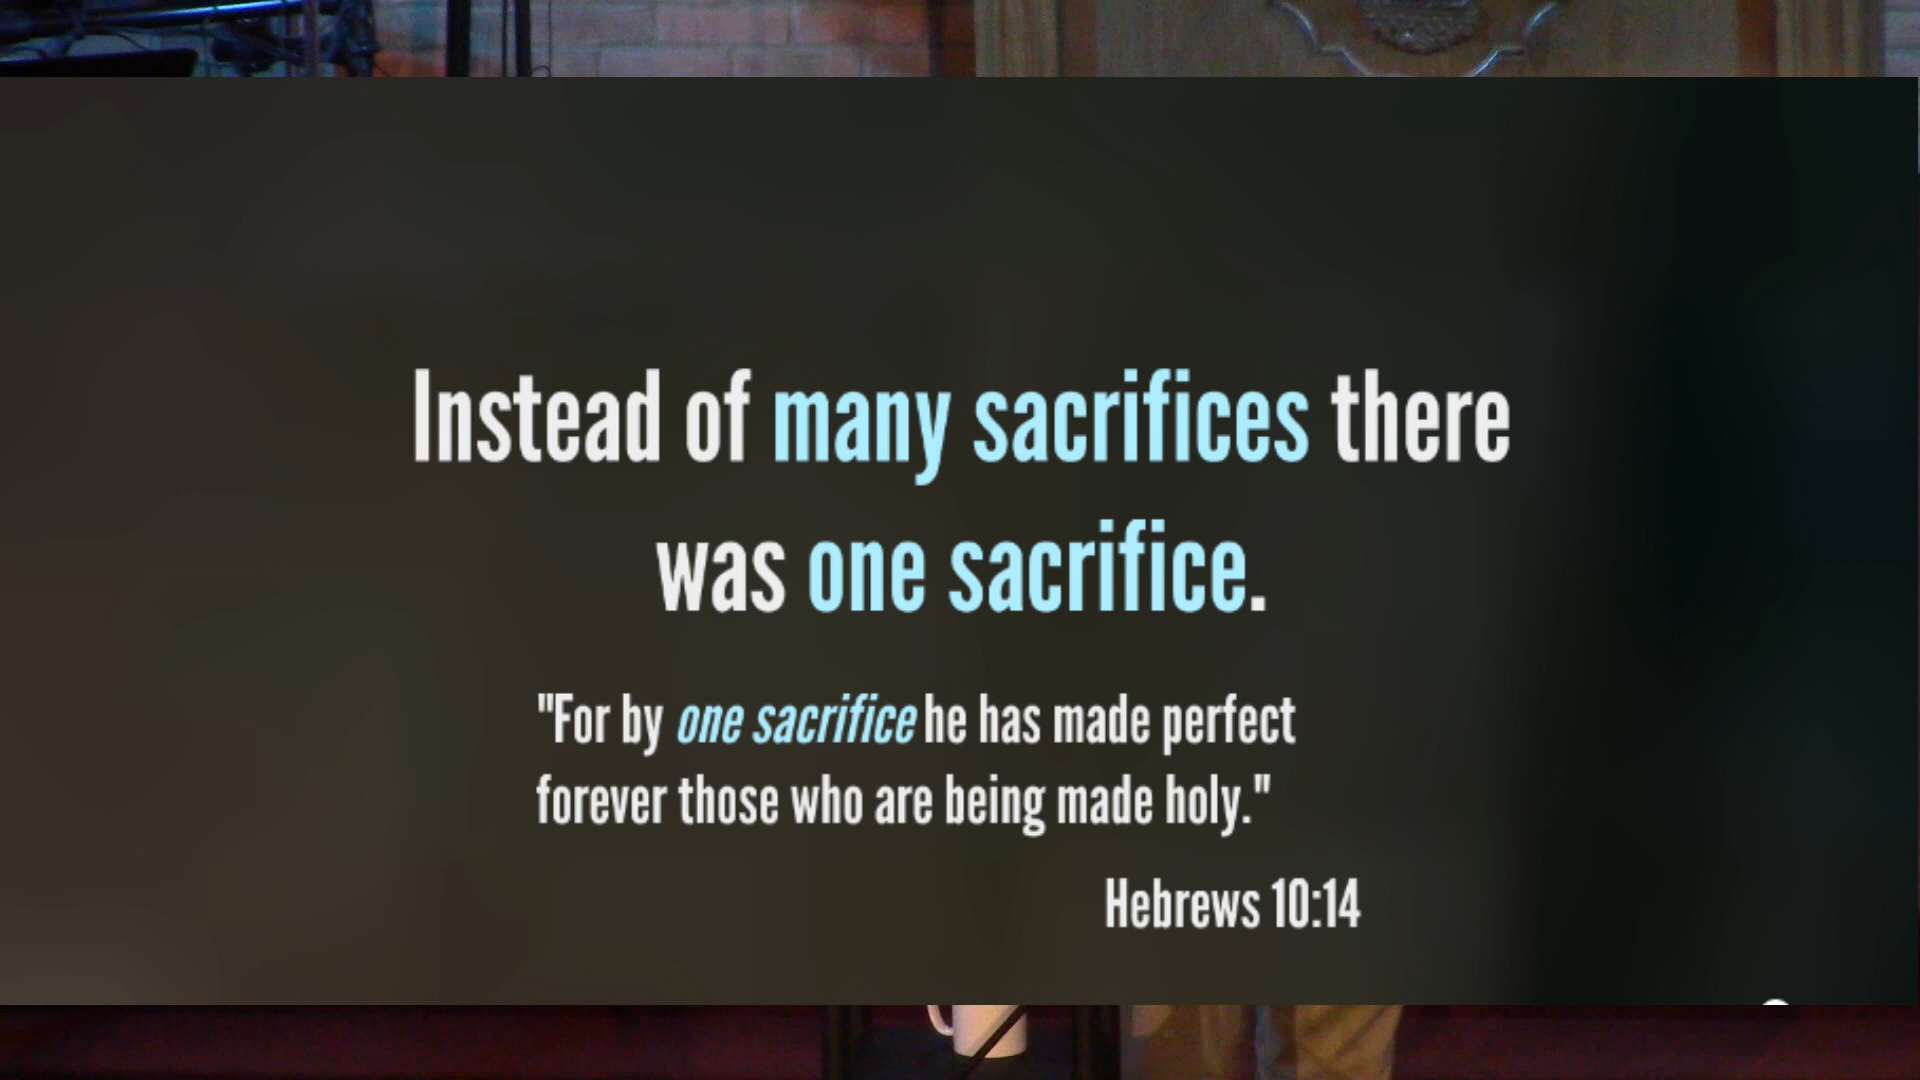 Instead of many sacrifices there
was one sacrifice.
"For by one sacrifice he has made perfect
forever those who are being made holy."
Hebrews 10:14